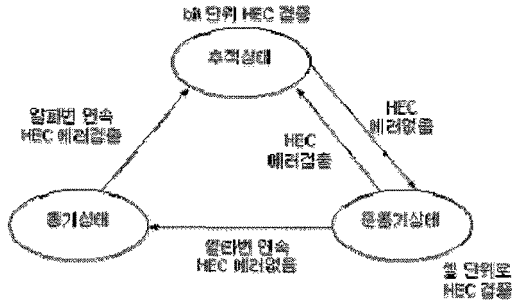 bit 단위 HEC 검출
추적상태
알파번 연속
HEC 에러검출
HEC
에러없음
HEC
에러검출
동기상태
준동기상태
델타번 연속
HEC 에러없음
셀 단위로
HEC 검출